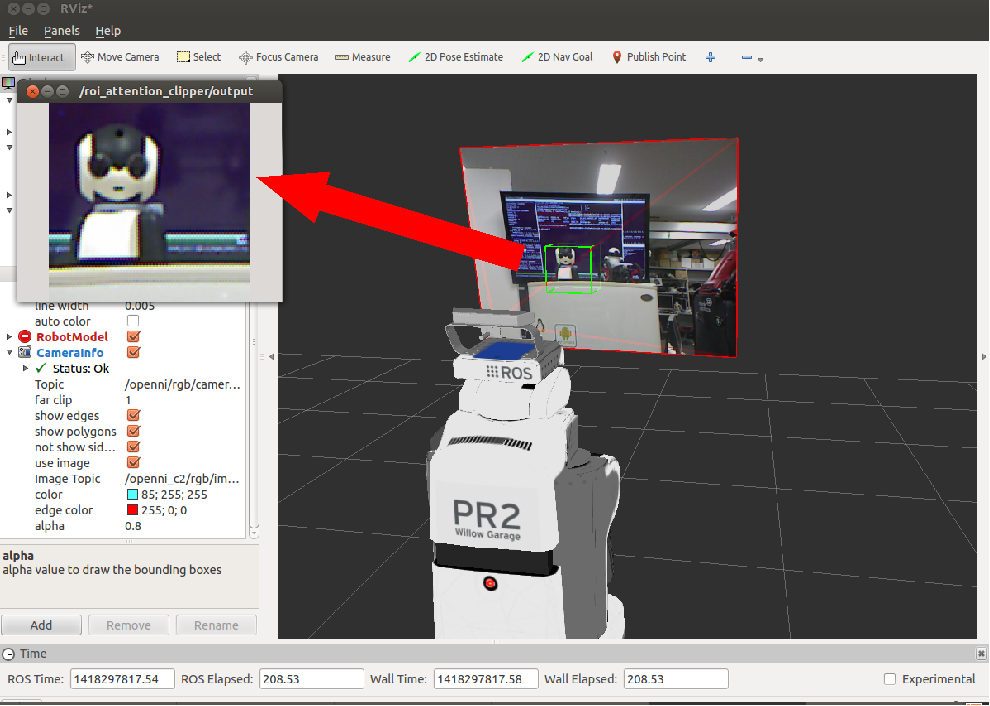 RViz*
File Panels Help
Interact Move Camera Select Focus Camera Measure 2D Pose Estimate 2D Nav Goal Publish Point
/roi_attention_clipper/output
line width 0.005
auto color
RobotModel
CameraInfo
Status: Ok
Topic /openni/rgb/camer...
far clip 1
show edges
show polygons
not show sid...
use image
Image Topic /openni_c2/rgb/im...
color 85; 255; 255
edge color 255; 0; 0
alpha 0.8
ROS
PR2
Willow Garage
alpha
alpha value to draw the bounding boxes
Add Remove Rename
Time
ROS Time: 1418297817.54 ROS Elapsed: 208.53 Wall Time: 1418297817.58 Wall Elapsed: 208.53 Experimental